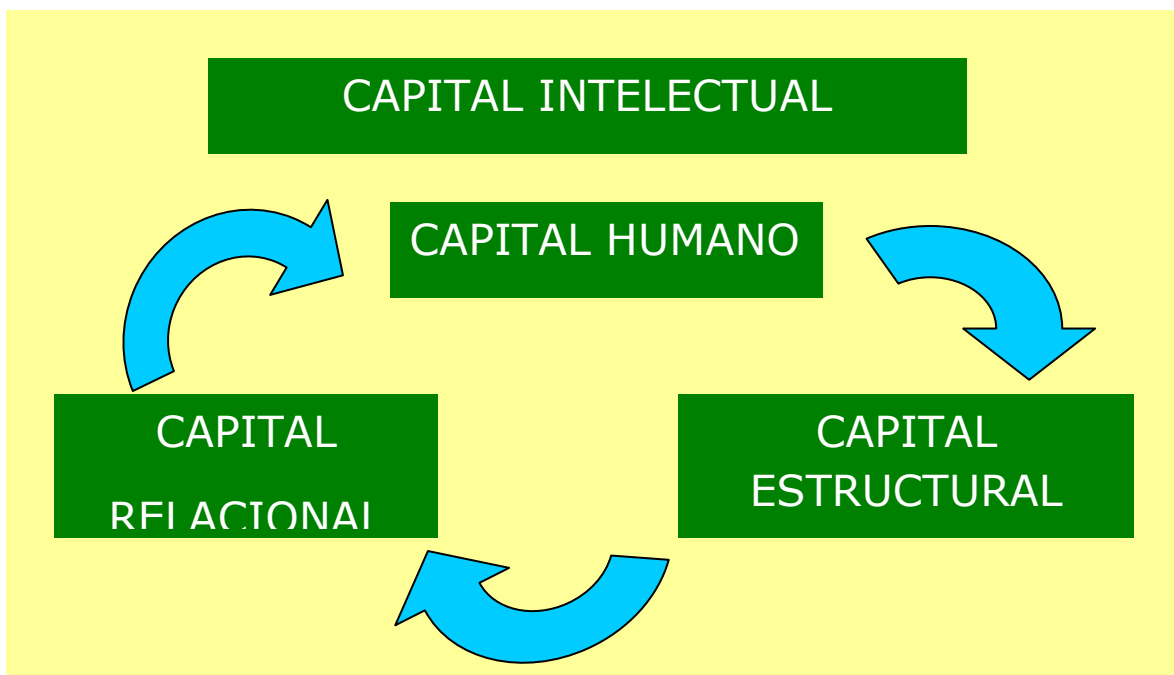 CAPITAL INTELECTUAL
CAPITAL HUMANO
CAPITAL
RELACIONAL
CAPITAL
ESTRUCTURAL